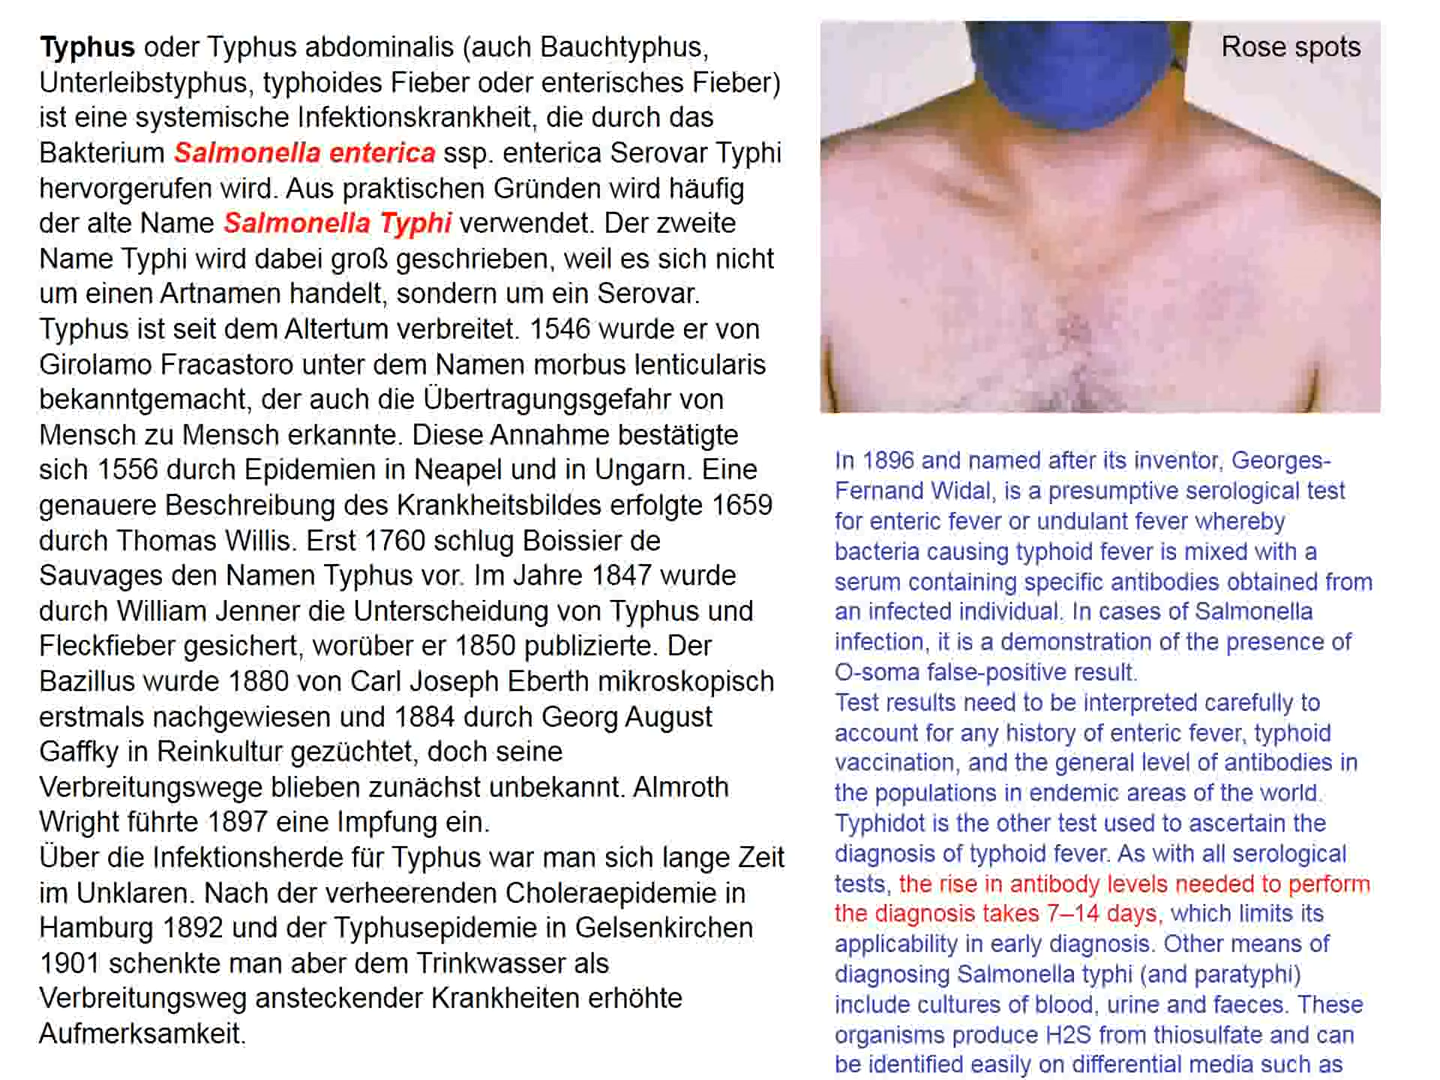 Typhus oder Typhus abdominalis (auch Bauchtyphus,
Unterleibstyphus, typhoides Fieber oder enterisches Fieber)
ist eine systemische Infektionskrankheit, die durch das
Bakterium Salmonella enterica ssp. enterica Serovar Typhi
hervorgerufen wird. Aus praktischen Gründen wird häufig
der alte Name Salmonella Typhi verwendet. Der zweite
Name Typhi wird dabei groß geschrieben, weil es sich nicht
um einen Artnamen handelt, sondern um ein Serovar.
Typhus ist seit dem Altertum verbreitet. 1546 wurde er von
Girolamo Fracastoro unter dem Namen morbus lenticularis
bekanntgemacht, der auch die Übertragungsgefahr von
Mensch zu Mensch erkannte. Diese Annahme bestätigte
sich 1556 durch Epidemien in Neapel und in Ungarn. Eine
genauere Beschreibung des Krankheitsbildes erfolgte 1659
durch Thomas Willis. Erst 1760 schlug Boissier de
Sauvages den Namen Typhus vor. Im Jahre 1847 wurde
durch William Jenner die Unterscheidung von Typhus und
Fleckfieber gesichert, worüber er 1850 publizierte. Der
Bazillus wurde 1880 von Carl Joseph Eberth mikroskopisch
erstmals nachgewiesen und 1884 durch Georg August
Gaffky in Reinkultur gezüchtet, doch seine
Verbreitungswege blieben zunächst unbekannt. Almroth
Wright führte 1897 eine Impfung ein.
Über die Infektionsherde für Typhus war man sich lange Zeit
im Unklaren. Nach der verheerenden Choleraepidemie in
Hamburg 1892 und der Typhusepidemie in Gelsenkirchen
1901 schenkte man aber dem Trinkwasser als
Verbreitungsweg ansteckender Krankheiten erhöhte
Aufmerksamkeit.
Rose spots
In 1896 and named after its inventor, Georges-
Fernand Widal, is a presumptive serological test
for enteric fever or undulant fever whereby
bacteria causing typhoid fever is mixed with a
serum containing specific antibodies obtained from
an infected individual. In cases of Salmonella
infection, it is a demonstration of the presence of
O-soma false-positive result.
Test results need to be interpreted carefully to
account for any history of enteric fever, typhoid
vaccination, and the general level of antibodies in
the populations in endemic areas of the world.
Typhidot is the other test used to ascertain the
diagnosis of typhoid fever. As with all serological
tests, the rise in antibody levels needed to perform
the diagnosis takes 7–14 days, which limits its
applicability in early diagnosis. Other means of
diagnosing Salmonella typhi (and paratyphi)
include cultures of blood, urine and faeces. These
organisms produce H2S from thiosulfate and can
be identified easily on differential media such as